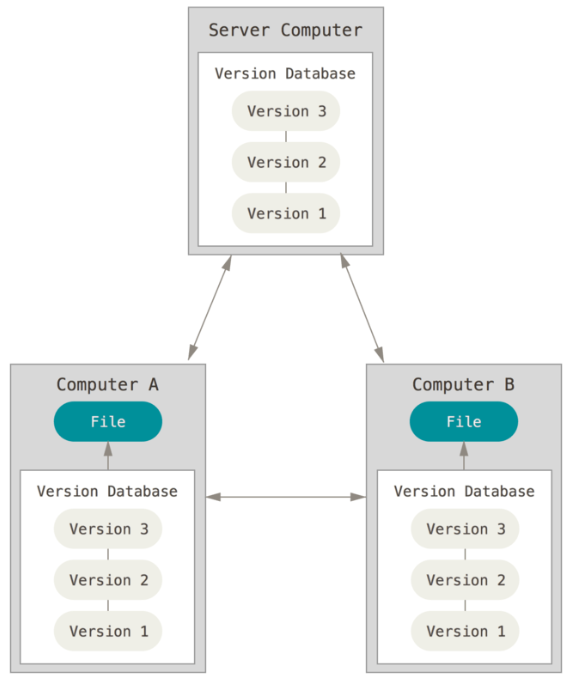 Server Computer
Version Database
Version 3
Version 2
Version 1
Computer A
File
Version Database
Version 3
Version 2
Version 1
Computer B
File
Version Database
Version 3
Version 2
Version 1